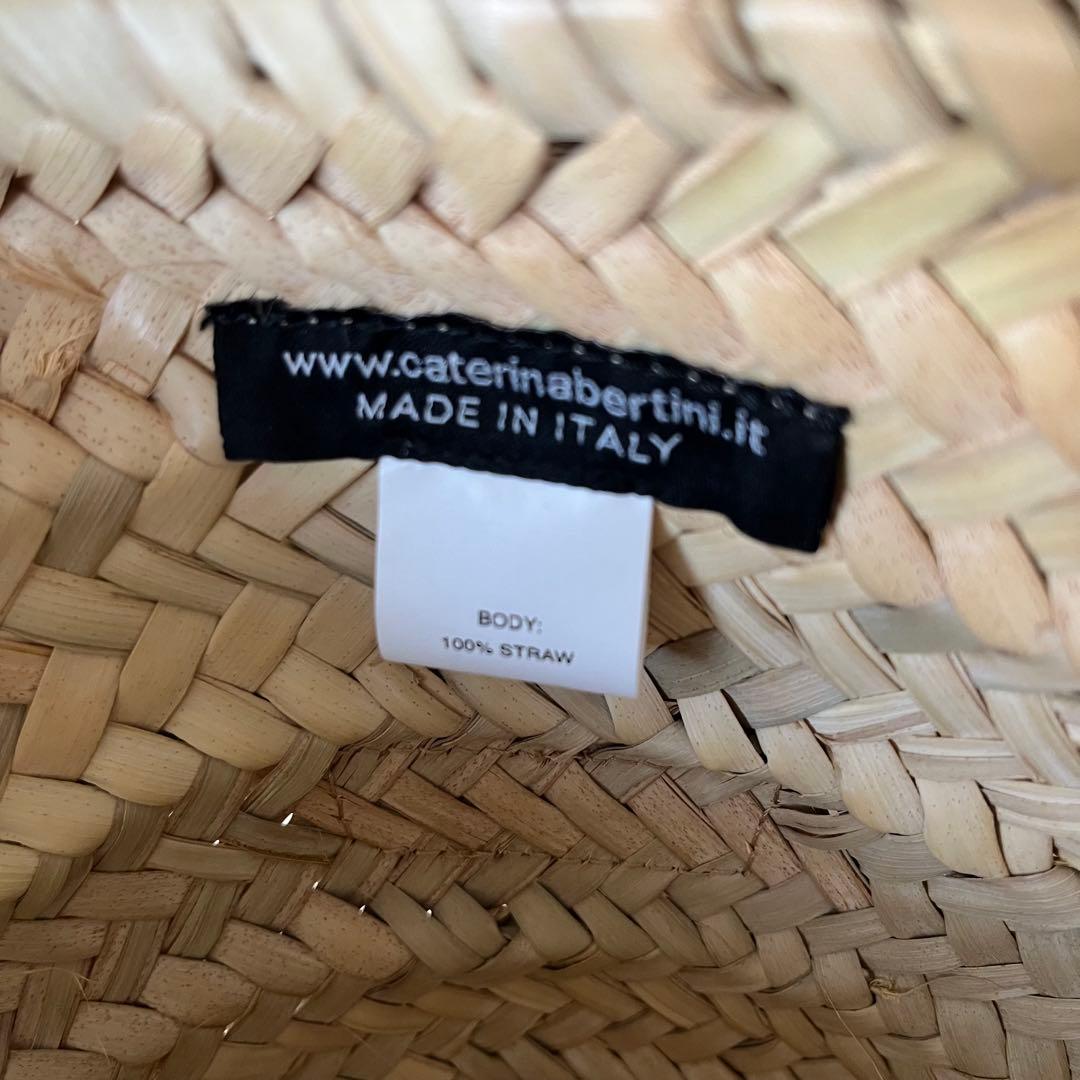 www.caterinabertini.it
MADE IN ITALY
BODY:
100% STRAW